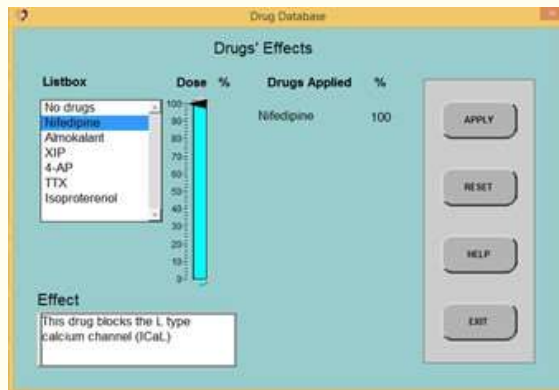 Drug Database
Drugs' Effects
Listbox
Dose %
Drugs Applied %
No drugs
Nifedipine
Almokalant
XIP
4-AP
TTX
Isoproterenol
100
90
80
70
60
50
40
30
20
10
0
Nifedipine 100
APPLY
RESET
HELP
EXIT
Effect
This drug blocks the L type
calcium channel (ICaL)